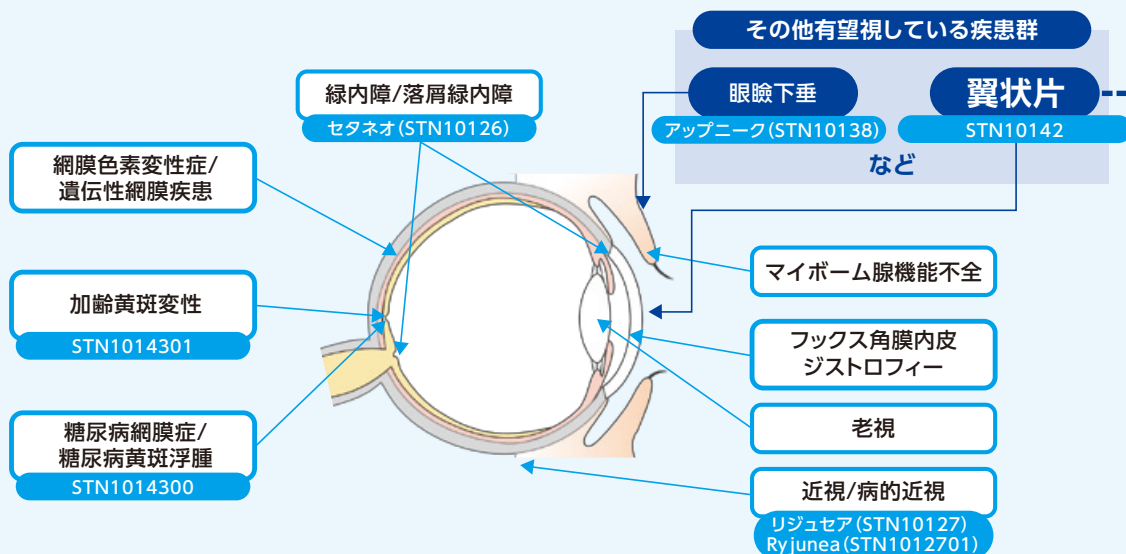 その他有望視している疾患群
眼瞼下垂
アップニーク(STN10138)
翼状片
STN10142
など
緑内障/落屑緑内障
セタネオ(STN10126)
網膜色素変性症/
遺伝性網膜疾患
加齢黄斑変性
STN1014301
糖尿病網膜症/
糖尿病黄斑浮腫
STN1014300
マイボーム腺機能不全
フックス角膜内皮
ジストロフィー
老視
近視/病的近視
リジュセア(STN10127)
Ryjunea(STN1012701)